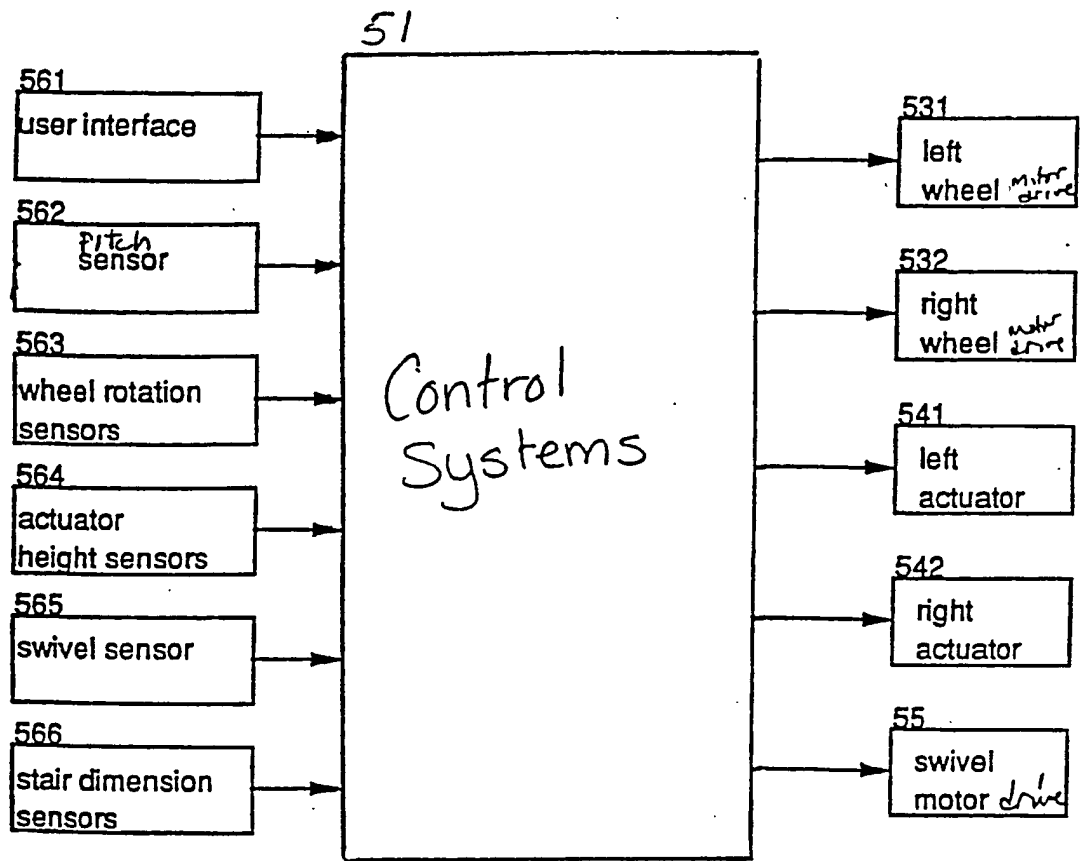 51
561
user interface
562
pitch
sensor
563
wheel rotation
sensors
564
actuator
height sensors
565
swivel sensor
566
stair dimension
sensors
Control
Systems
531
left
wheel motor
drive
532
right
wheel motor
drive
541
left
actuator
542
right
actuator
55
swivel
motor drive